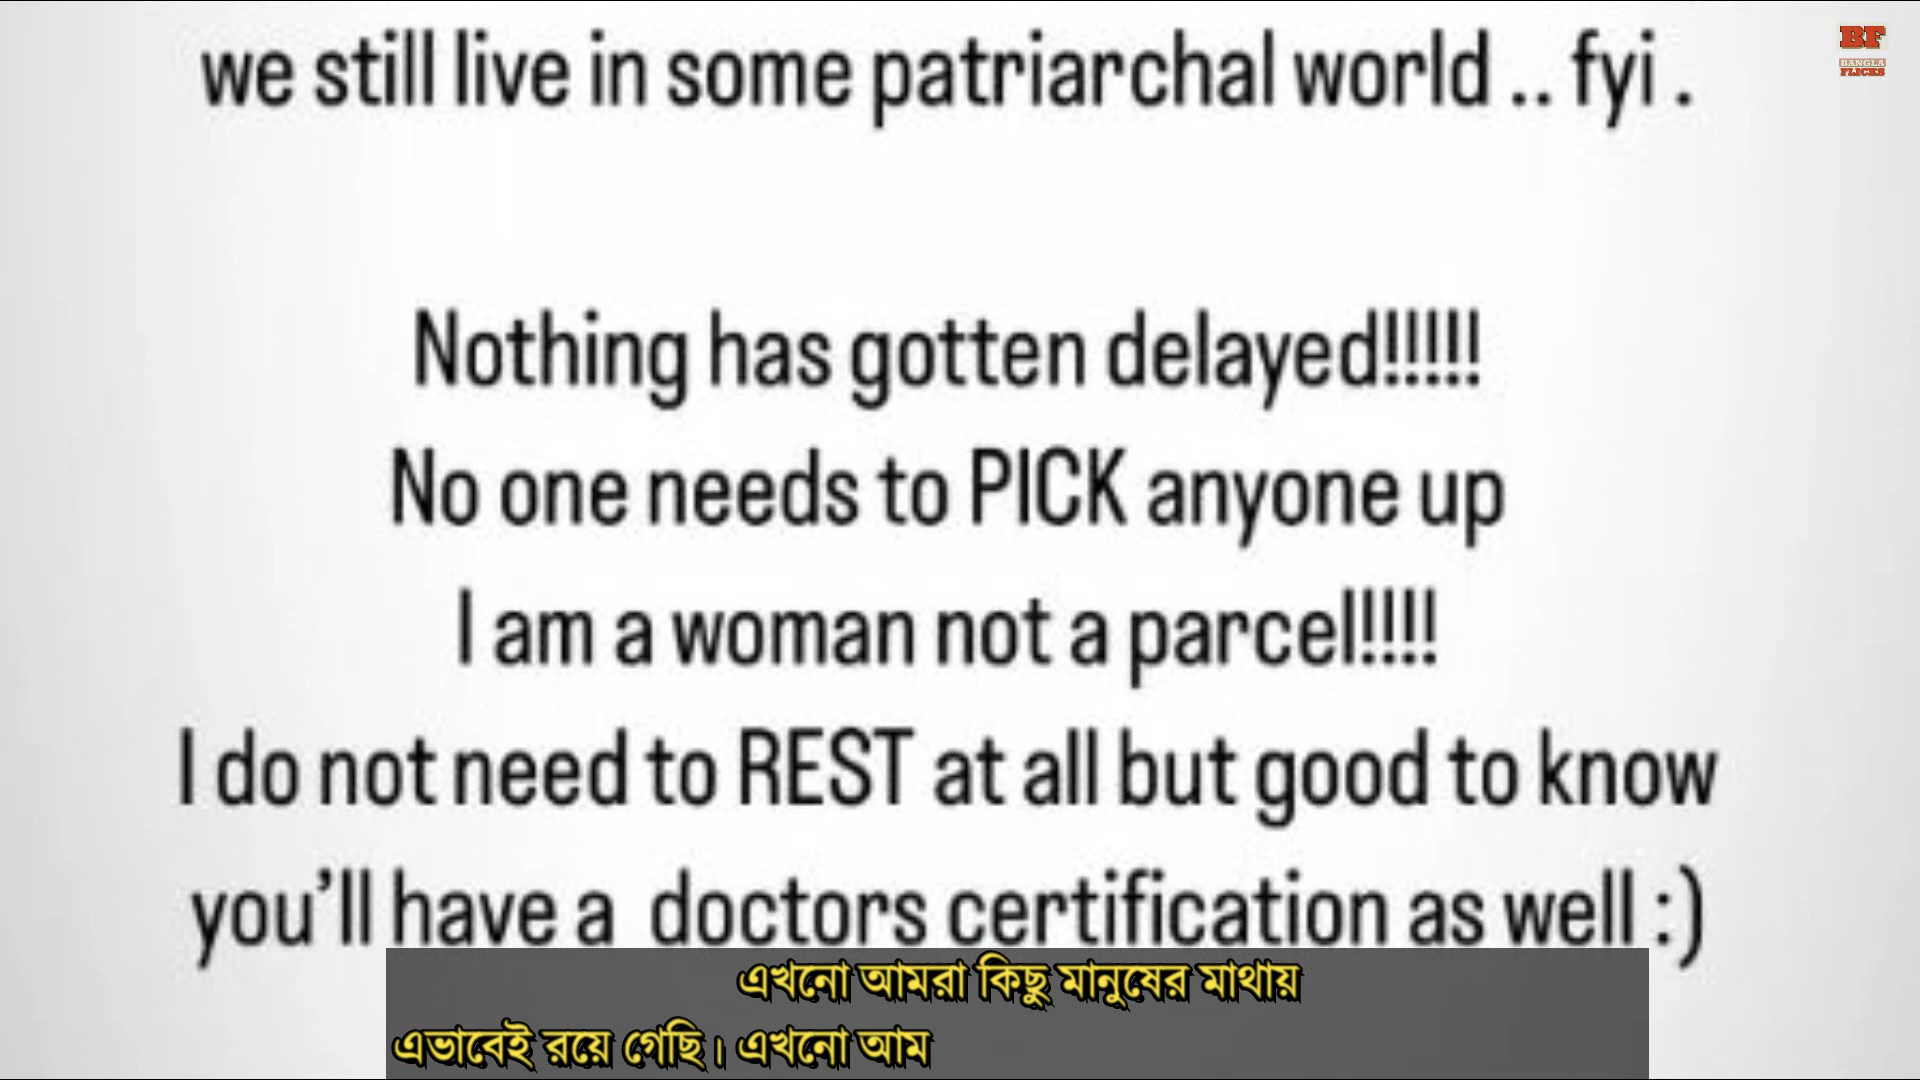 we still live in some patriarchal world .. fyi .
BF
BANGLA
FLICKS
Nothing has gotten delayed!!!!!
No one needs to PICK anyone up
I am a woman not a parcel!!!!
I do not need to REST at all but good to know
you’ll have a doctors certification as well :)
এখনো আমরা কিছু মানুষের মাথায়
এভাবেই রয়ে গেছি। এখনো আম